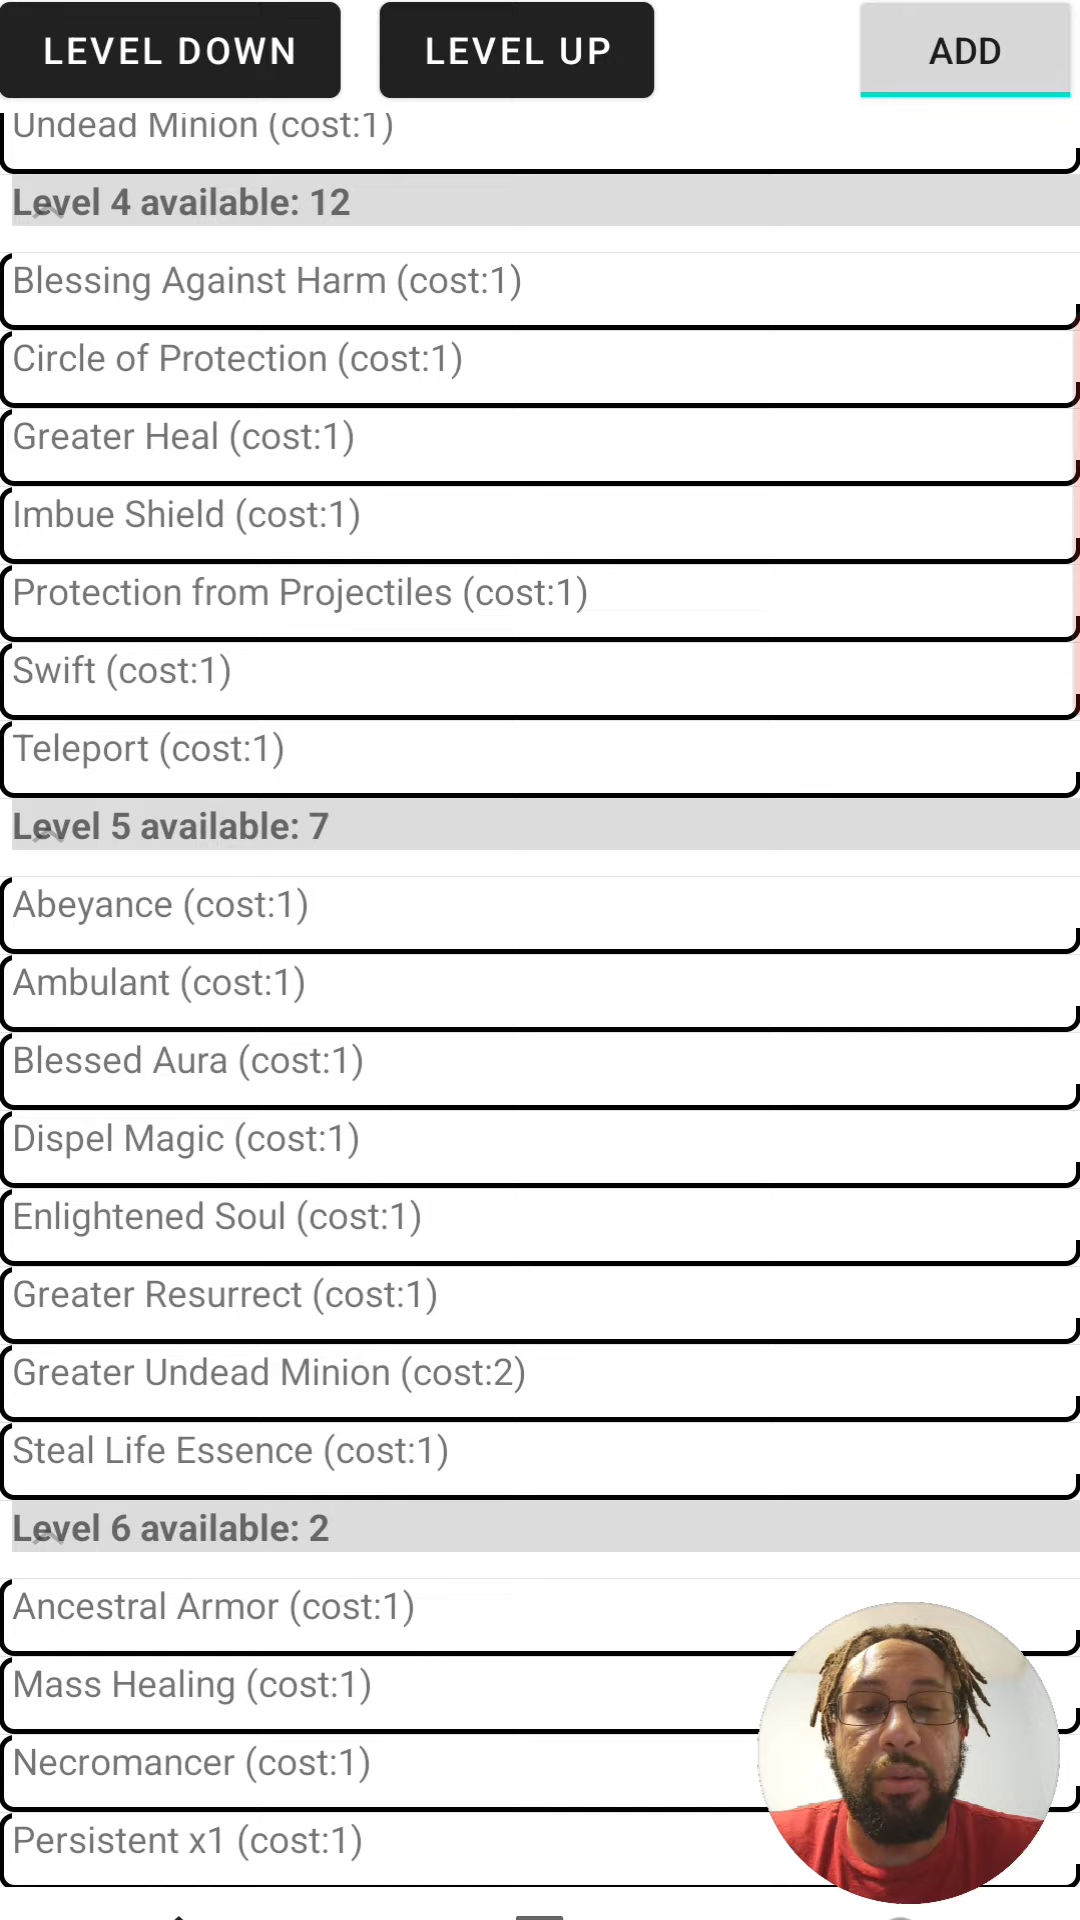 LEVEL DOWN LEVEL UP ADD
Undead Minion (cost:1)
Level 4 available: 12
Blessing Against Harm (cost:1)
Circle of Protection (cost:1)
Greater Heal (cost:1)
Imbue Shield (cost:1)
Protection from Projectiles (cost:1)
Swift (cost:1)
Teleport (cost:1)
Level 5 available: 7
Abeyance (cost:1)
Ambulant (cost:1)
Blessed Aura (cost:1)
Dispel Magic (cost:1)
Enlightened Soul (cost:1)
Greater Resurrect (cost:1)
Greater Undead Minion (cost:2)
Steal Life Essence (cost:1)
Level 6 available: 2
Ancestral Armor (cost:1)
Mass Healing (cost:1)
Necromancer (cost:1)
Persistent x1 (cost:1)